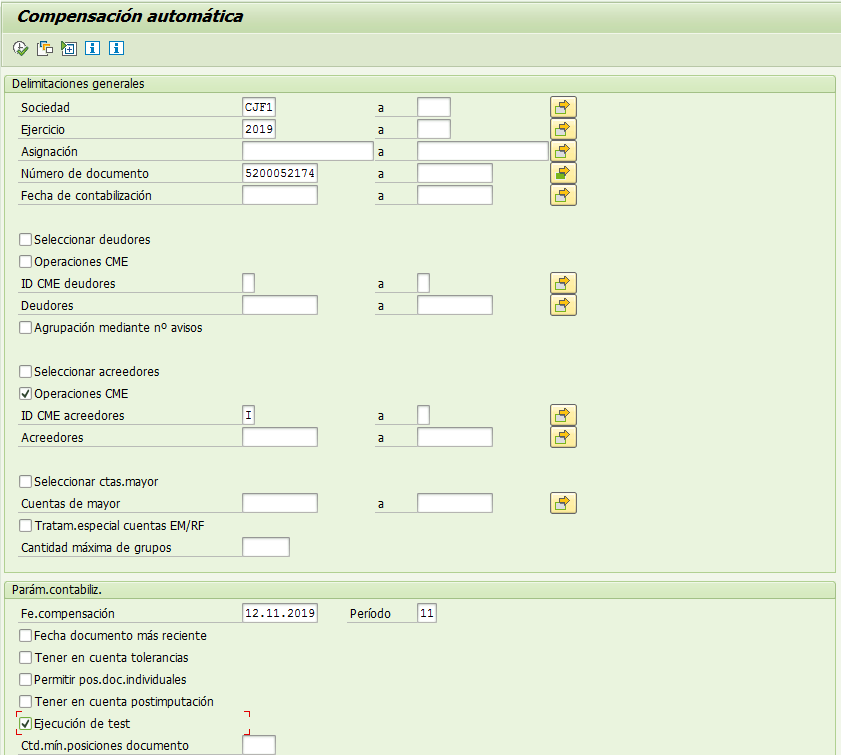 Compensación automática
Delimitaciones generales
Sociedad CJF1 a
Ejercicio 2019 a
Asignación a
Número de documento 5200052174 a
Fecha de contabilización a
Seleccionar deudores
Operaciones CME
ID CME deudores a
Deudores a
Agrupación mediante nº avisos
Seleccionar acreedores
Operaciones CME
ID CME acreedores I a
Acreedores a
Seleccionar ctas.mayor
Cuentas de mayor a
Tratam.especial cuentas EM/RF
Cantidad máxima de grupos
Parám.contabiliz.
Fe.compensación 12.11.2019 Período 11
Fecha documento más reciente
Tener en cuenta tolerancias
Permitir pos.doc.individuales
Tener en cuenta postimputación
Ejecución de test
Ctd.mín.posiciones documento